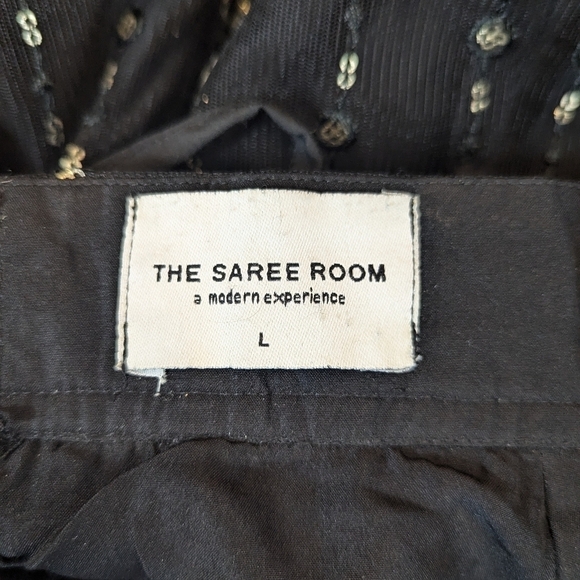 THE SAREE ROOM
a modern experience
L